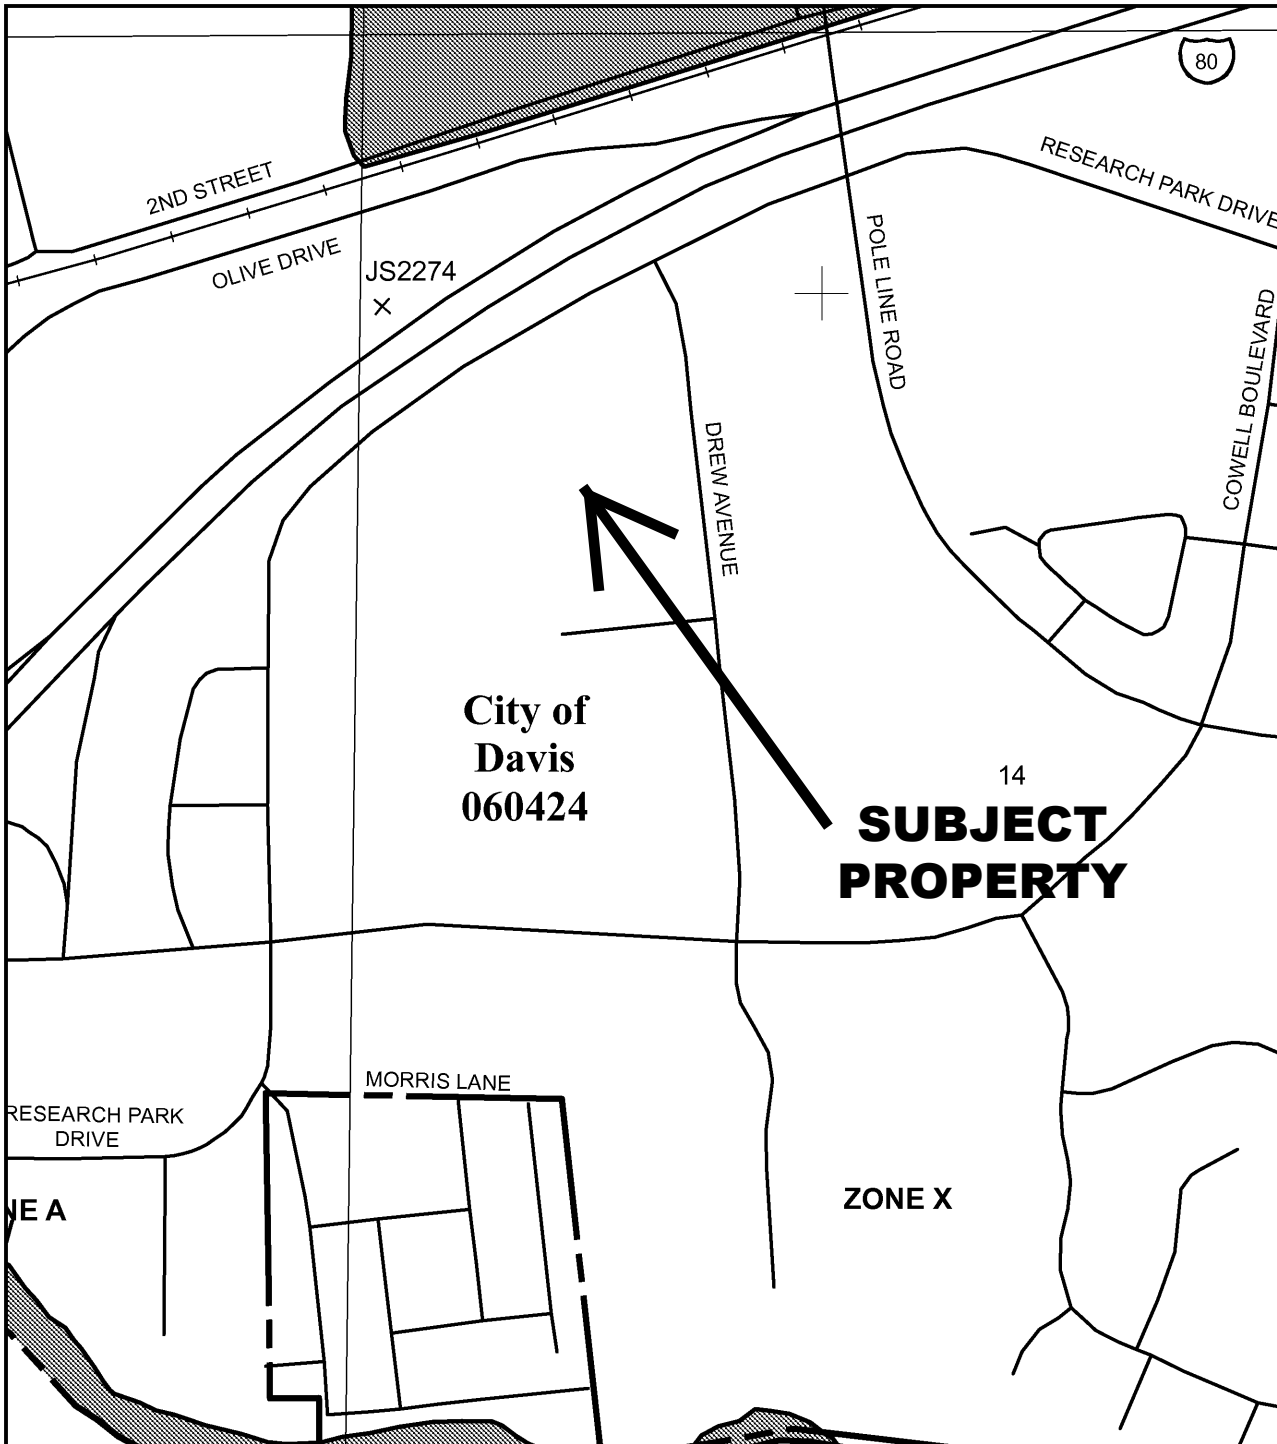 80
RESEARCH PARK DRIVE
2ND STREET
OLIVE DRIVE
JS2274
POLE LINE ROAD
COWELL BOULEVARD
DREW AVENUE
City of
Davis
060424
14
SUBJECT
PROPERTY
MORRIS LANE
RESEARCH PARK
DRIVE
ZONE X
NE A